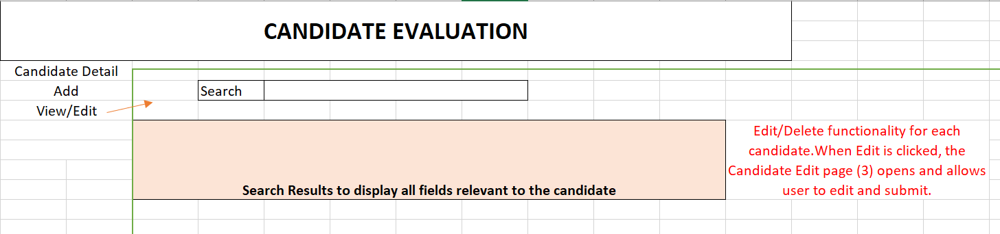 CANDIDATE EVALUATION
Candidate Detail
Add
Search
View/Edit
Edit/Delete functionality for each
candidate.When Edit is clicked, the
Candidate Edit page (3) opens and allows
user to edit and submit.
Search Results to display all fields relevant to the candidate